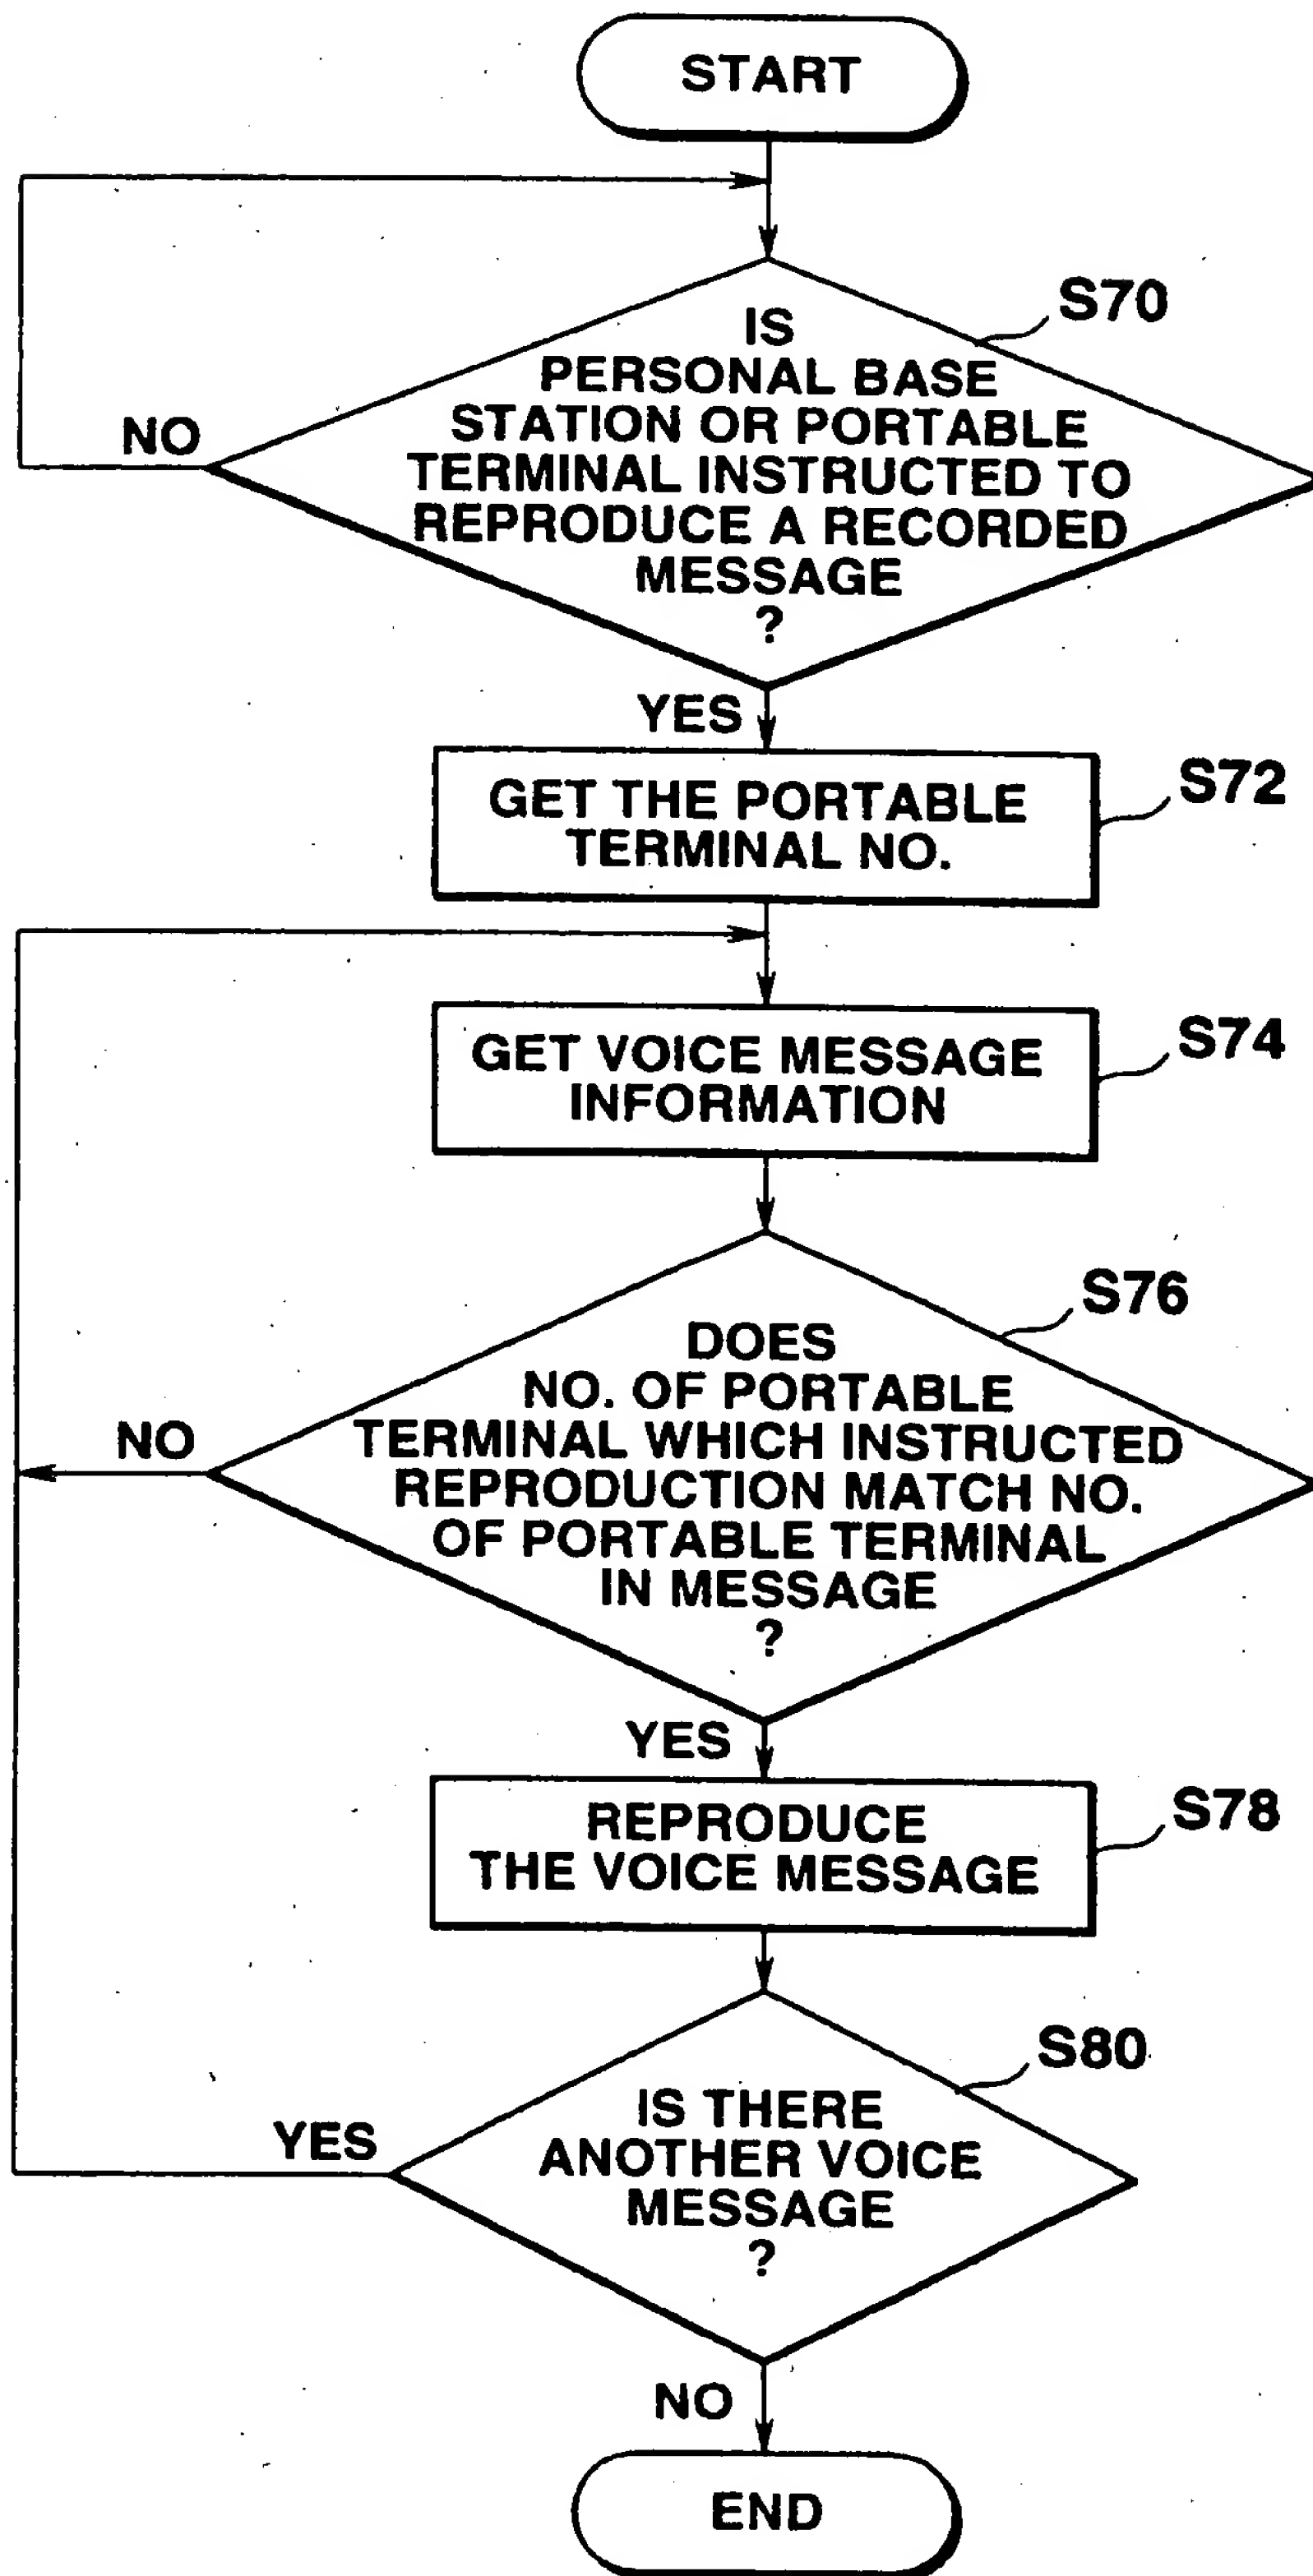 START
S70
IS
PERSONAL BASE
STATION OR PORTABLE
TERMINAL INSTRUCTED TO
REPRODUCE A RECORDED
MESSAGE
?
NO
YES
S72
GET THE PORTABLE
TERMINAL NO.
S74
GET VOICE MESSAGE
INFORMATION
S76
DOES
NO. OF PORTABLE
TERMINAL WHICH INSTRUCTED
REPRODUCTION MATCH NO.
OF PORTABLE TERMINAL
IN MESSAGE
?
NO
YES
S78
REPRODUCE
THE VOICE MESSAGE
S80
IS THERE
ANOTHER VOICE
MESSAGE
?
YES
NO
END